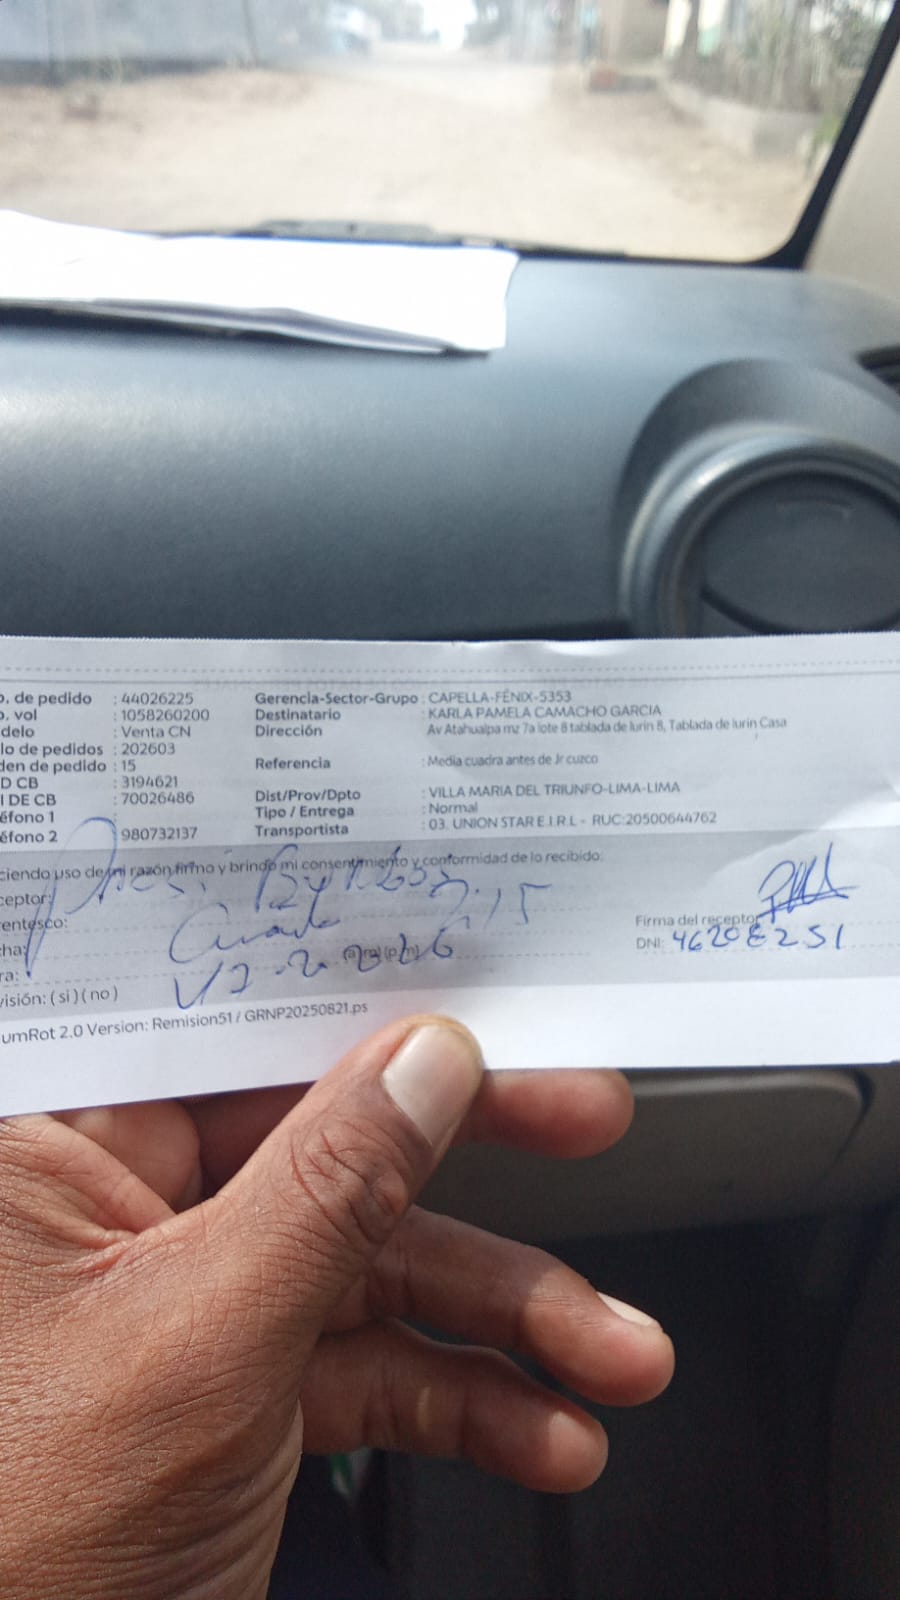 o. de pedido : 44026225 Gerencia-Sector-Grupo : CAPELLA-FÉNIX-5353
o. vol : 1058260200 Destinatario : KARLA PAMELA CAMACHO GARCIA
delo : Venta CN Dirección : Av Atahualpa mz 7a lote 8 tablada de lurin 8, Tablada de lurin Casa
lo de pedidos : 202603
den de pedido : 15 Referencia : Media cuadra antes de Jr cuzco
D CB : 3194621
I DE CB : 70026486 Dist/Prov/Dpto : VILLA MARIA DEL TRIUNFO-LIMA-LIMA
éfono 1 : Tipo / Entrega : Normal
éfono 2 : 980732137 Transportista : 03. UNION STAR E.I.R.L - RUC:20500644762
ciendo uso de mi razón firmo y brindo mi consentimiento y conformidad de lo recibido:
ceptor:
entesco: Firma del receptor
cha: DNI: 46208251
ra: (a.m) (p.m)
visión: ( si ) ( no )
umRot 2.0 Version: Remision51 / GRNP20250821.ps